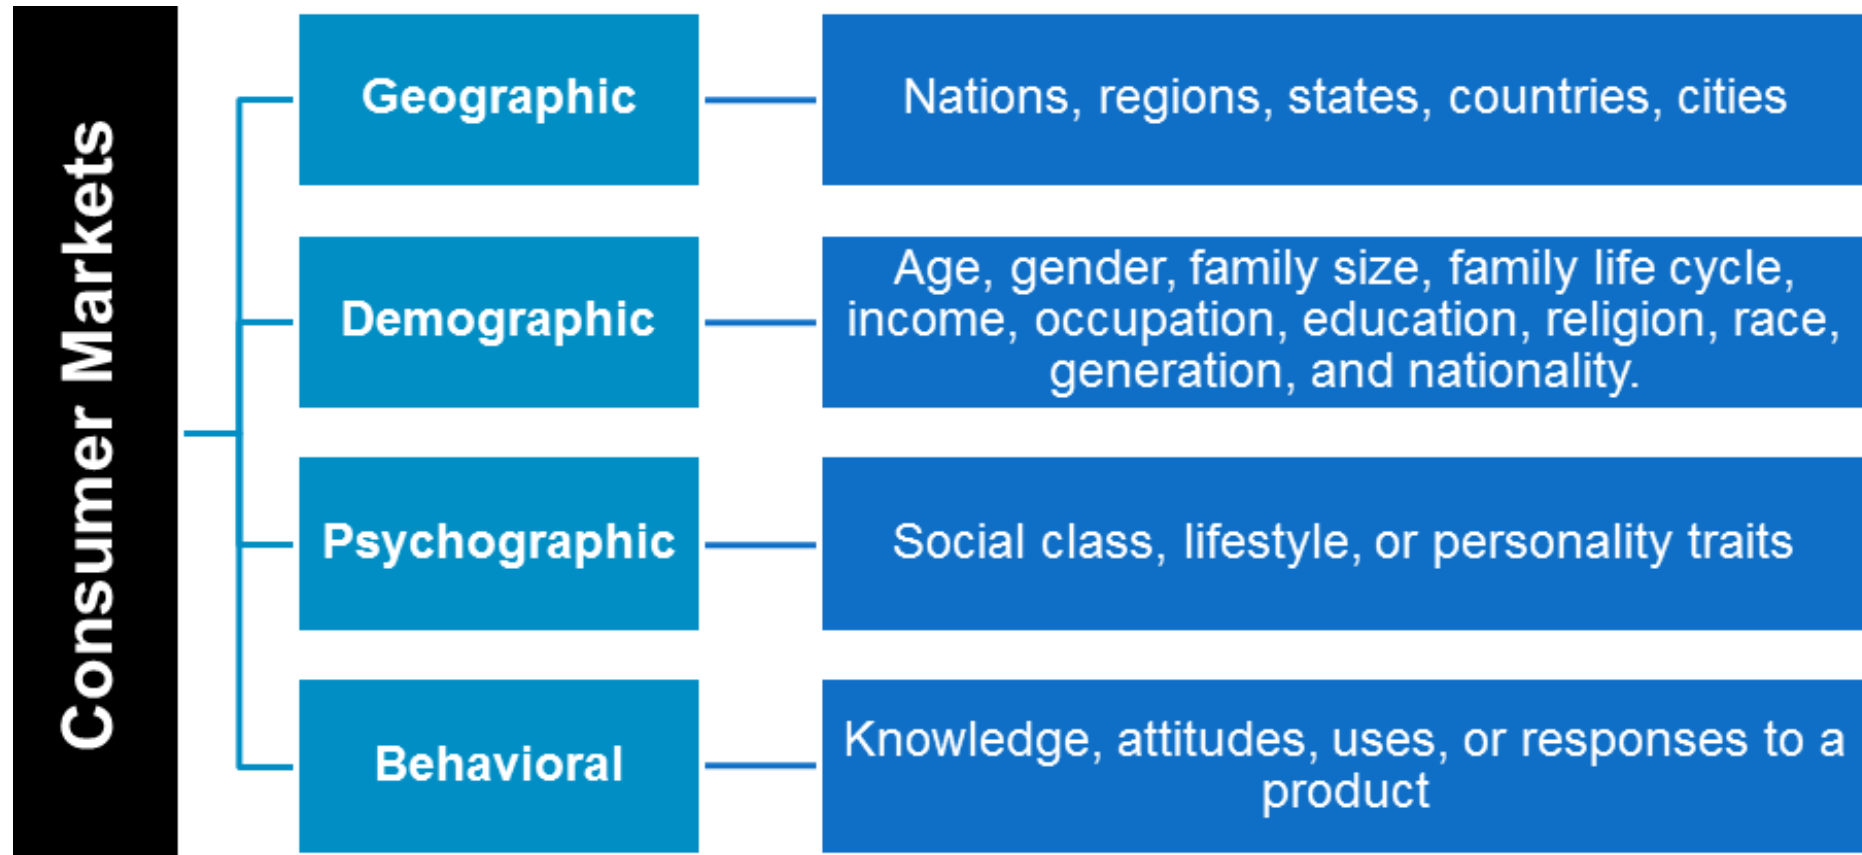 Consumer Markets
Geographic
Nations, regions, states, countries, cities
Demographic
Age, gender, family size, family life cycle,
income, occupation, education, religion, race,
generation, and nationality.
Psychographic
Social class, lifestyle, or personality traits
Behavioral
Knowledge, attitudes, uses, or responses to a
product